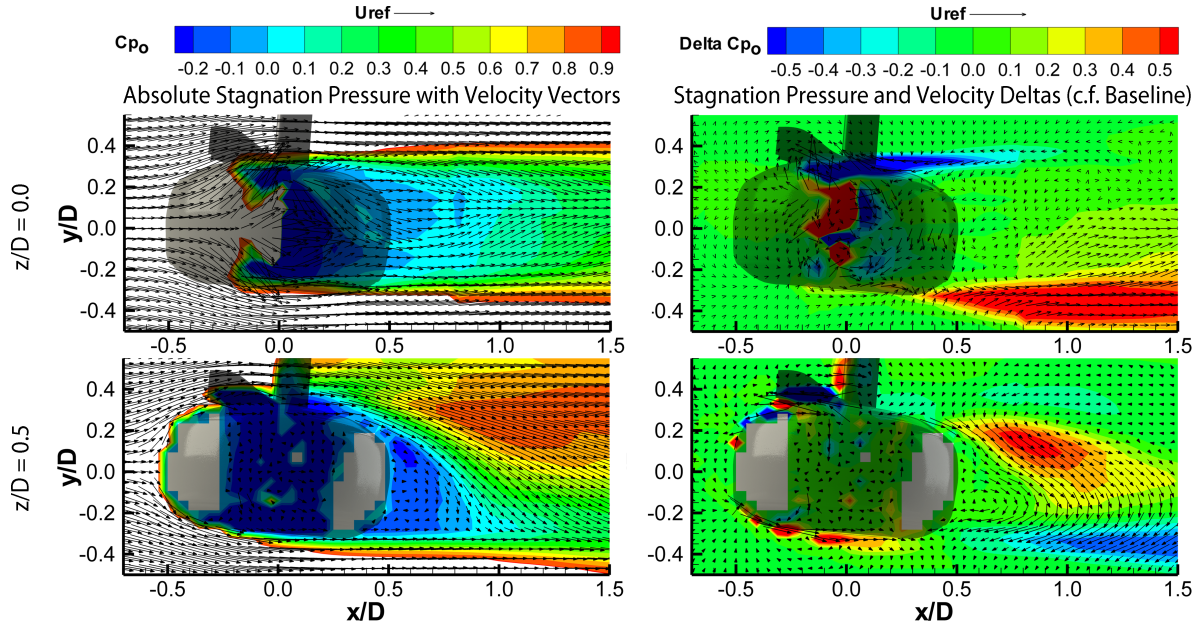 Uref
Cpo
-0.2 -0.1 0.0 0.1 0.2 0.3 0.4 0.5 0.6 0.7 0.8 0.9
Absolute Stagnation Pressure with Velocity Vectors
Uref
Delta Cpo
-0.5 -0.4 -0.3 -0.2 -0.1 0.1 0.2 0.3 0.4 0.5
Stagnation Pressure and Velocity Deltas (c.f. Baseline)
z/D = 0.0
y/D
0.4
0.2
0.0
-0.2
-0.4
-0.5 0.0 0.5 1.0 1.5
0.4
0.2
0.0
-0.2
-0.4
-0.5 0.0 0.5 1.0 1.5
z/D = 0.5
y/D
0.4
0.2
0.0
-0.2
-0.4
-0.5 0.0 0.5 1.0 1.5
x/D
0.4
0.2
0.0
-0.2
-0.4
-0.5 0.0 0.5 1.0 1.5
x/D